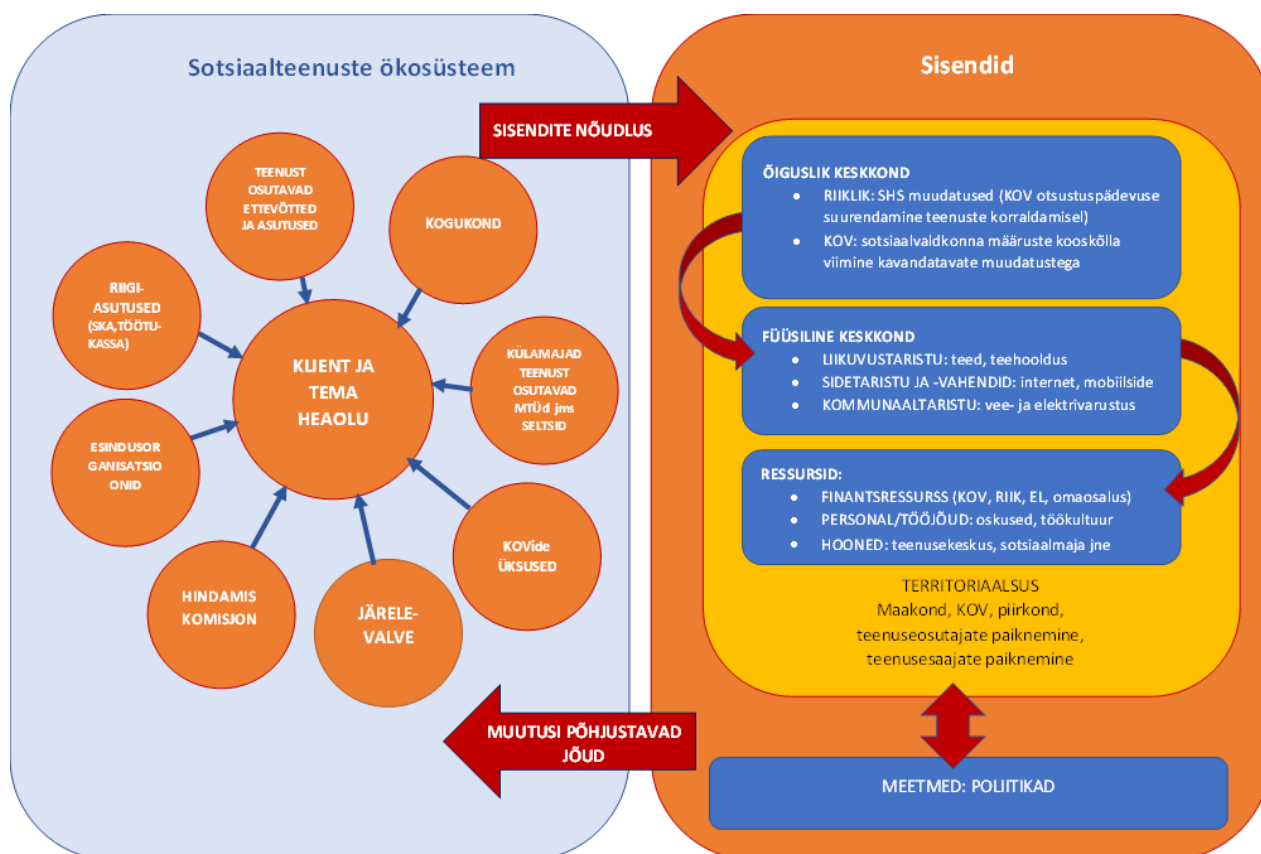 Sotsiaalteenuste ökosüsteem
TEENUST
OSUTAVAD
ETTEVÕTTED
JA ASUTUSED
KOGUKOND
RIIGI-
ASUTUSED
(SKA,TÖÖTU-
KASSA)
KLIENT JA
TEMA
HEAOLU
KÜLAMAJAD
TEENUST
OSUTAVAD
MTÜd jms
SELTSID
ESINDUSOR
GANISATSIO
ONID
KOVide
ÜKSUSED
HINDAMIS
KOMISJON
JÄRELE-
VALVE
SISENDITE NÕUDLUS
MUUTUSI PÕHJUSTAVAD
JÕUD
Sisendid
ÕIGUSLIK KESKKOND
• RIIKLIK: SHS muudatused (KOV otsustuspädevuse
suurendamine teenuste korraldamisel)
• KOV: sotsiaalvaldkonna määruste kooskõlla
viimine kavandatavate muudatustega
FÜÜSILINE KESKKOND
• LIIKUVUSTARISTU: teed, teehooldus
• SIDETARISTU JA -VAHENDID: internet, mobiilside
• KOMMUNAALTARISTU: vee- ja elektrivarustus
RESSURSID:
• FINANTSRESSURSS (KOV, RIIK, EL, omaosalus)
• PERSONAL/TÖÖJÕUD: oskused, töökultuur
• HOONED: teenusekeskus, sotsiaalmaja jne
TERRITORIAALSUS
Maakond, KOV, piirkond,
teenuseosutajate paiknemine,
teenusesaajate paiknemine
MEETMED: POLIITIKAD